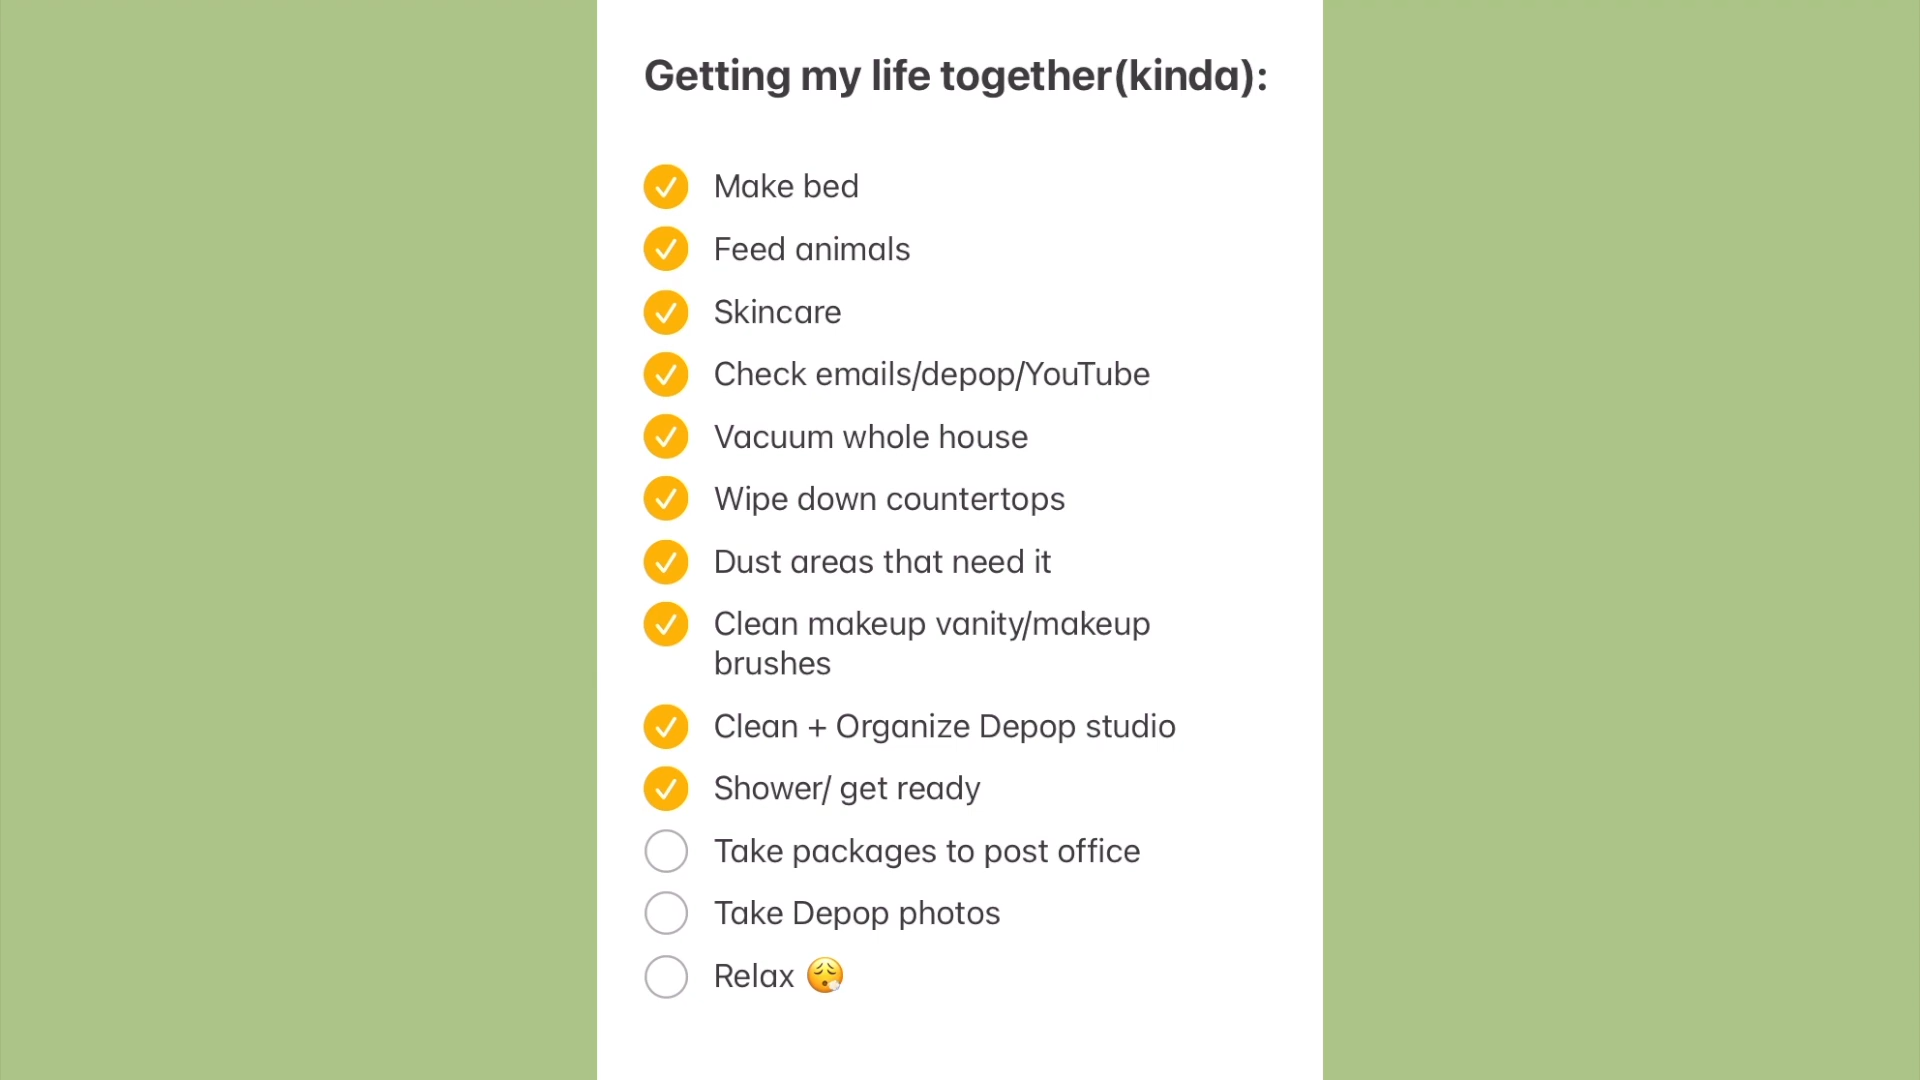 Getting my life together(kinda):
Make bed
Feed animals
Skincare
Check emails/depop/YouTube
Vacuum whole house
Wipe down countertops
Dust areas that need it
Clean makeup vanity/makeup
brushes
Clean + Organize Depop studio
Shower/ get ready
Take packages to post office
Take Depop photos
Relax 😮‍💨